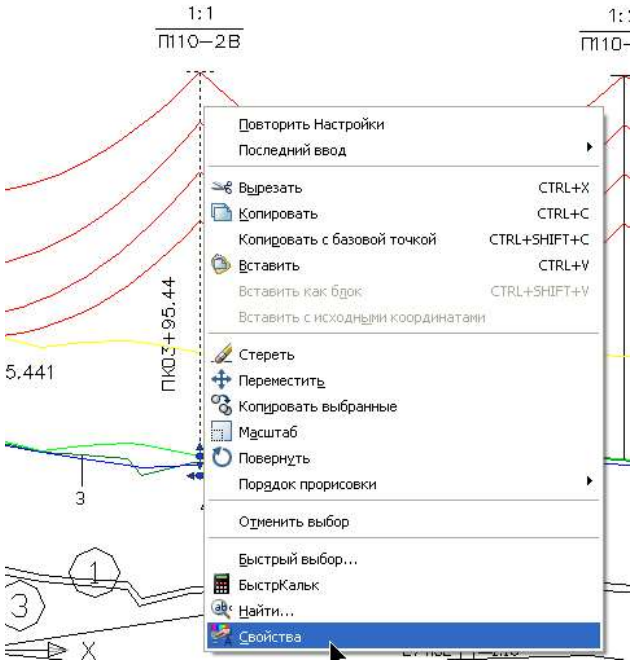 1:1
П110-2В
П110-
Повторить Настройки
Последний ввод
Вырезать CTRL+X
Копировать CTRL+C
Копировать с базовой точкой CTRL+SHIFT+C
Вставить CTRL+V
Вставить как блок CTRL+SHIFT+V
Вставить с исходными координатами
Стереть
Переместить
Копировать выбранные
Масштаб
Повернуть
Порядок прорисовки
Отменить выбор
Быстрый выбор...
БыстрКальк
Найти...
Свойства
ПК03+95.44
5.441
3
1
3
X